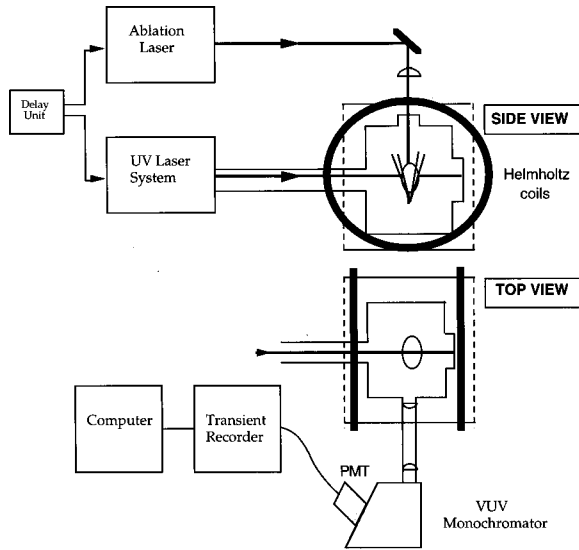 Ablation
Laser
Delay
Unit
UV Laser
System
SIDE VIEW
Helmholtz
coils
TOP VIEW
Computer
Transient
Recorder
PMT
VUV
Monochromator